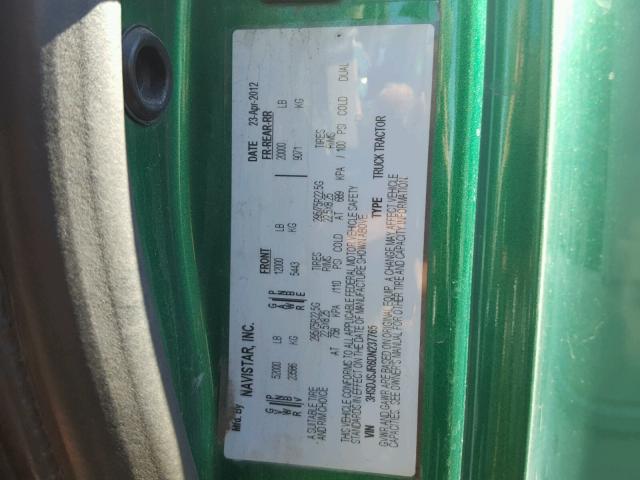 Mfg. By NAVISTAR, INC. DATE 23-Apr-2012
FRONT FR-REAR-RR
GVWR 52000 LB GAWR 12000 LB 20000 LB
23586 KG PNBE 5443 KG 9071 KG
A SUITABLE TIRE 285/75R22.5G TIRES 285/75R22.5G TIRES
AND RIM CHOICE 22.5X8.25 RIMS 22.5X8.25 RIMS
AT 758 KPA /110 PSI COLD AT 689 KPA /100 PSI COLD DUAL
THIS VEHICLE CONFORMS TO ALL APPLICABLE FEDERAL MOTOR VEHICLE SAFETY
STANDARDS IN EFFECT ON THE DATE OF MANUFACTURE SHOWN ABOVE
VIN 3HSDJSJR6DN237765 TYPE TRUCK TRACTOR
GVWR AND GAWR ARE BASED ON ORIGINAL EQUIP. A CHANGE MAY AFFECT VEHICLE
CAPACITIES. SEE OWNER'S MANUAL FOR OTHER TIRE AND CAPACITY INFORMATION.